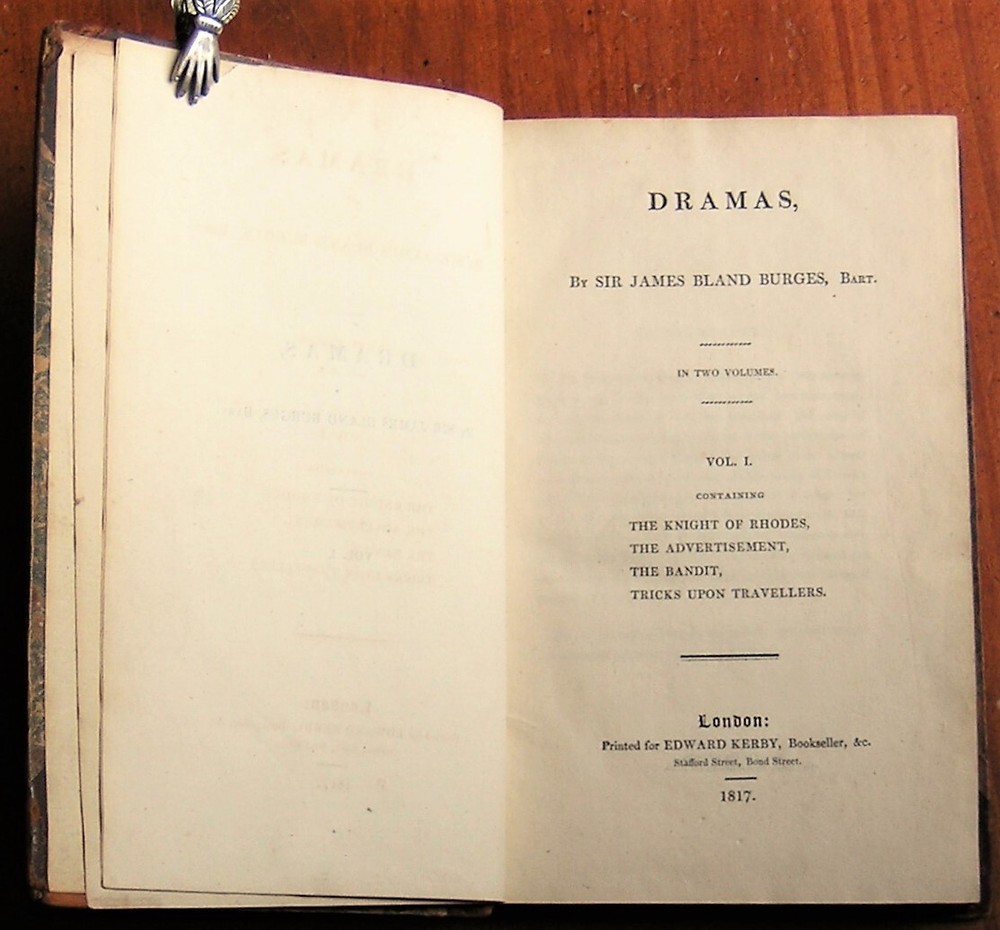 DRAMAS,
By SIR JAMES BLAND BURGES, Bart.
IN TWO VOLUMES.
VOL. I.
CONTAINING
THE KNIGHT OF RHODES,
THE ADVERTISEMENT,
THE BANDIT,
TRICKS UPON TRAVELLERS.
London:
Printed for EDWARD KERBY, Bookseller, &c.
Stafford Street, Bond Street.
1817.